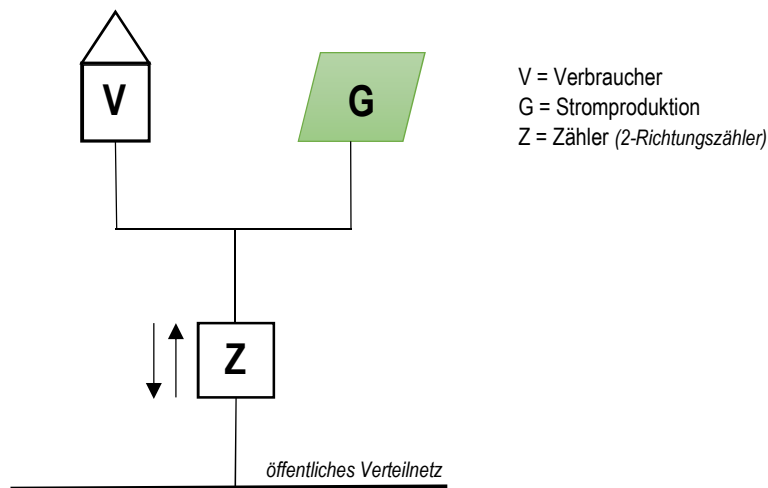 V
G
V = Verbraucher
G = Stromproduktion
Z = Zähler (2-Richtungszähler)
Z
öffentliches Verteilnetz